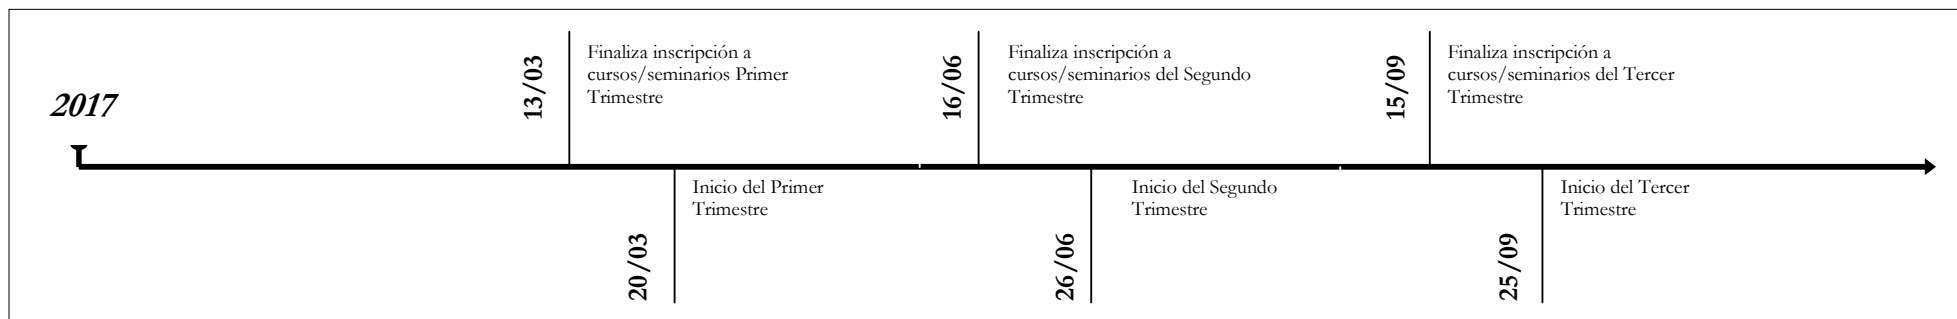 2017
13/03
Finaliza inscripción a
cursos/seminarios Primer
Trimestre
20/03
Inicio del Primer
Trimestre
16/06
Finaliza inscripción a
cursos/seminarios del Segundo
Trimestre
26/06
Inicio del Segundo
Trimestre
15/09
Finaliza inscripción a
cursos/seminarios del Tercer
Trimestre
25/09
Inicio del Tercer
Trimestre